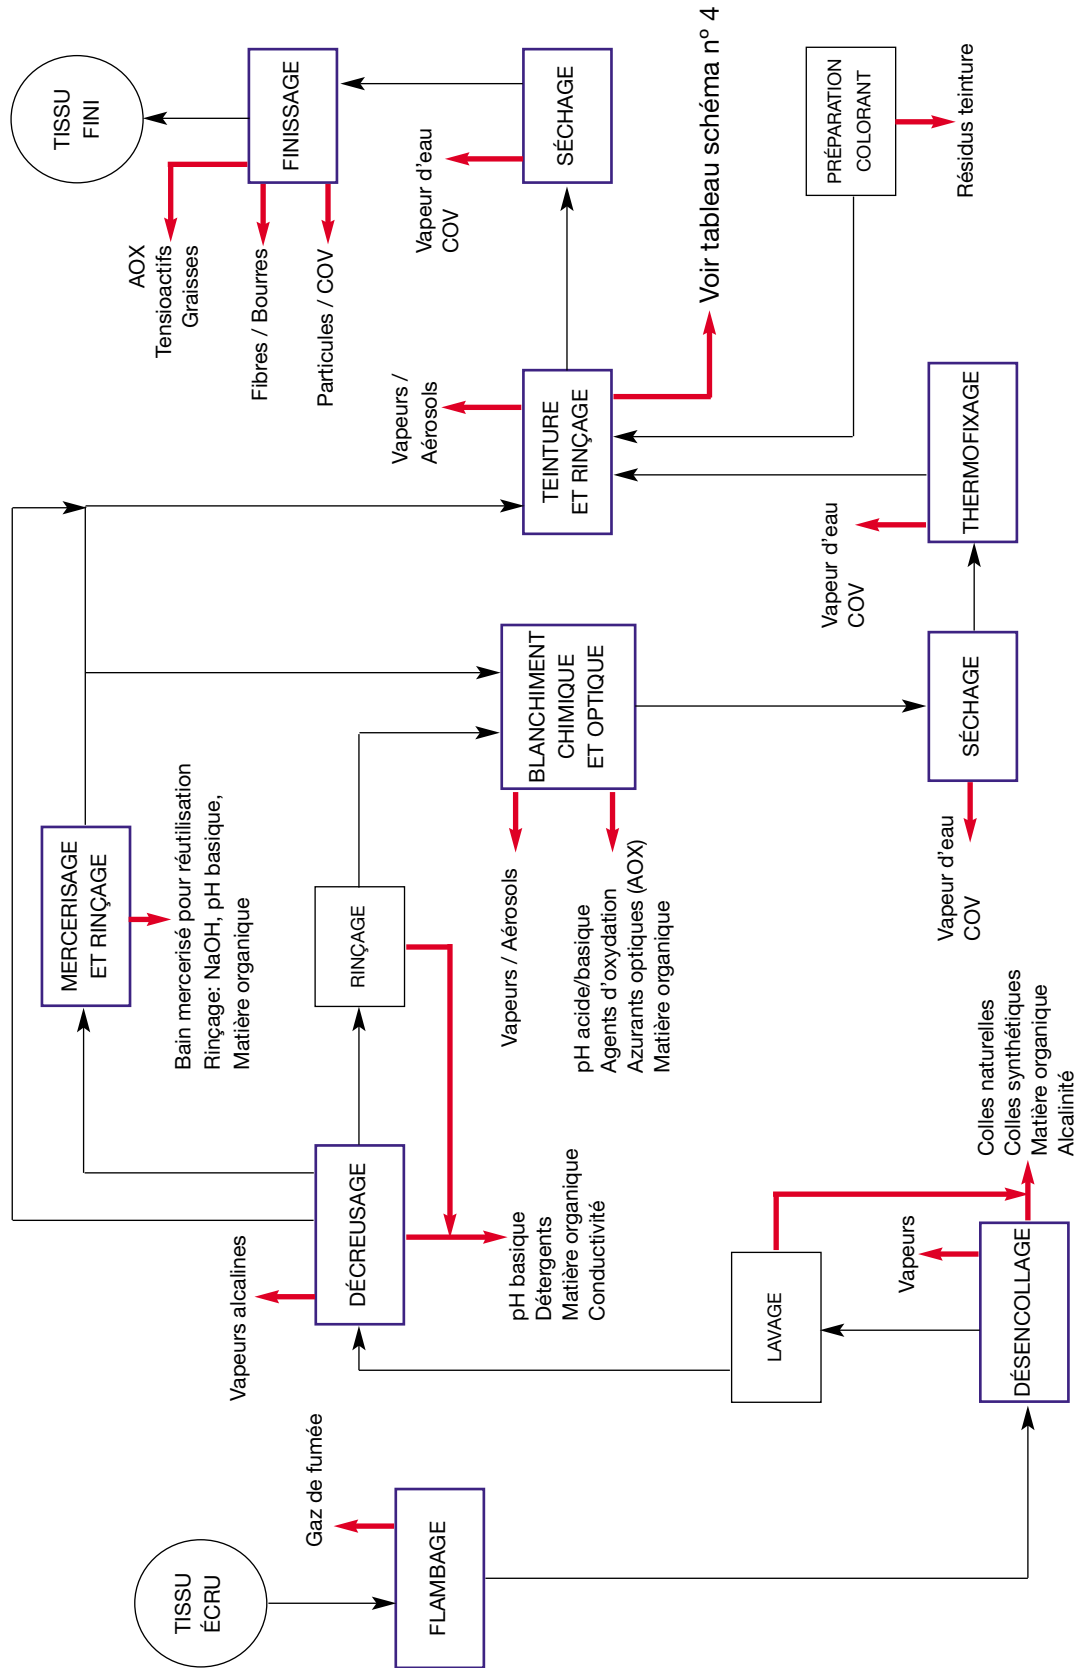 TISSU
ÉCRU
Gaz de fumée
FLAMBAGE
Vapeurs alcalines
DÉCREUSAGE
pH basique
Détergents
Matière organique
Conductivité
LAVAGE
Vapeurs
DÉSENCOLLAGE
Colles naturelles
Colles synthétiques
Matière organique
Alcalinité
MERCERISAGE
ET RINÇAGE
Bain mercerisé pour réutilisation
Rinçage: NaOH, pH basique,
Matière organique
RINÇAGE
BLANCHIMENT
CHIMIQUE
ET OPTIQUE
Vapeurs / Aérosols
pH acide/basique
Agents d'oxydation
Azurants optiques (AOX)
Matière organique
SÉCHAGE
Vapeur d'eau
COV
THERMOFIXAGE
Vapeur d'eau
COV
TEINTURE
ET RINÇAGE
Vapeurs /
Aérosols
Voir tableau schéma nº 4
PRÉPARATION
COLORANT
Résidus teinture
SÉCHAGE
Vapeur d'eau
COV
FINISSAGE
AOX
Tensioactifs
Graisses
Fibres / Bourres
Particules / COV
TISSU
FINI